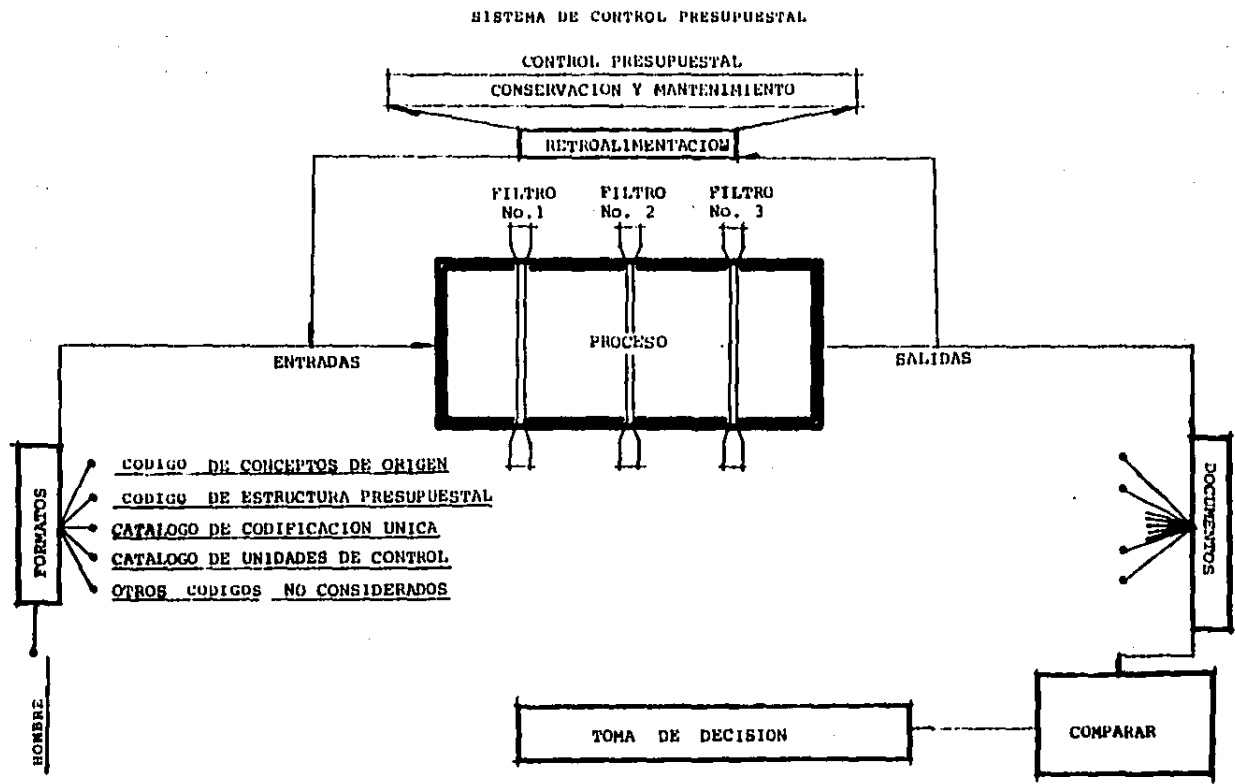 SISTEMA DE CONTROL PRESUPUESTAL
CONTROL PRESUPUESTAL
CONSERVACION Y MANTENIMIENTO
RETROALIMENTACION
FILTRO No.1
FILTRO No. 2
FILTRO No. 3
PROCESO
ENTRADAS
SALIDAS
FORMATOS
CODIGO DE CONCEPTOS DE ORIGEN
CODIGO DE ESTRUCTURA PRESUPUESTAL
CATALOGO DE CODIFICACION UNICA
CATALOGO DE UNIDADES DE CONTROL
OTROS CODIGOS NO CONSIDERADOS
HOMBRE
DOCUMENTOS
COMPARAR
TOMA DE DECISION